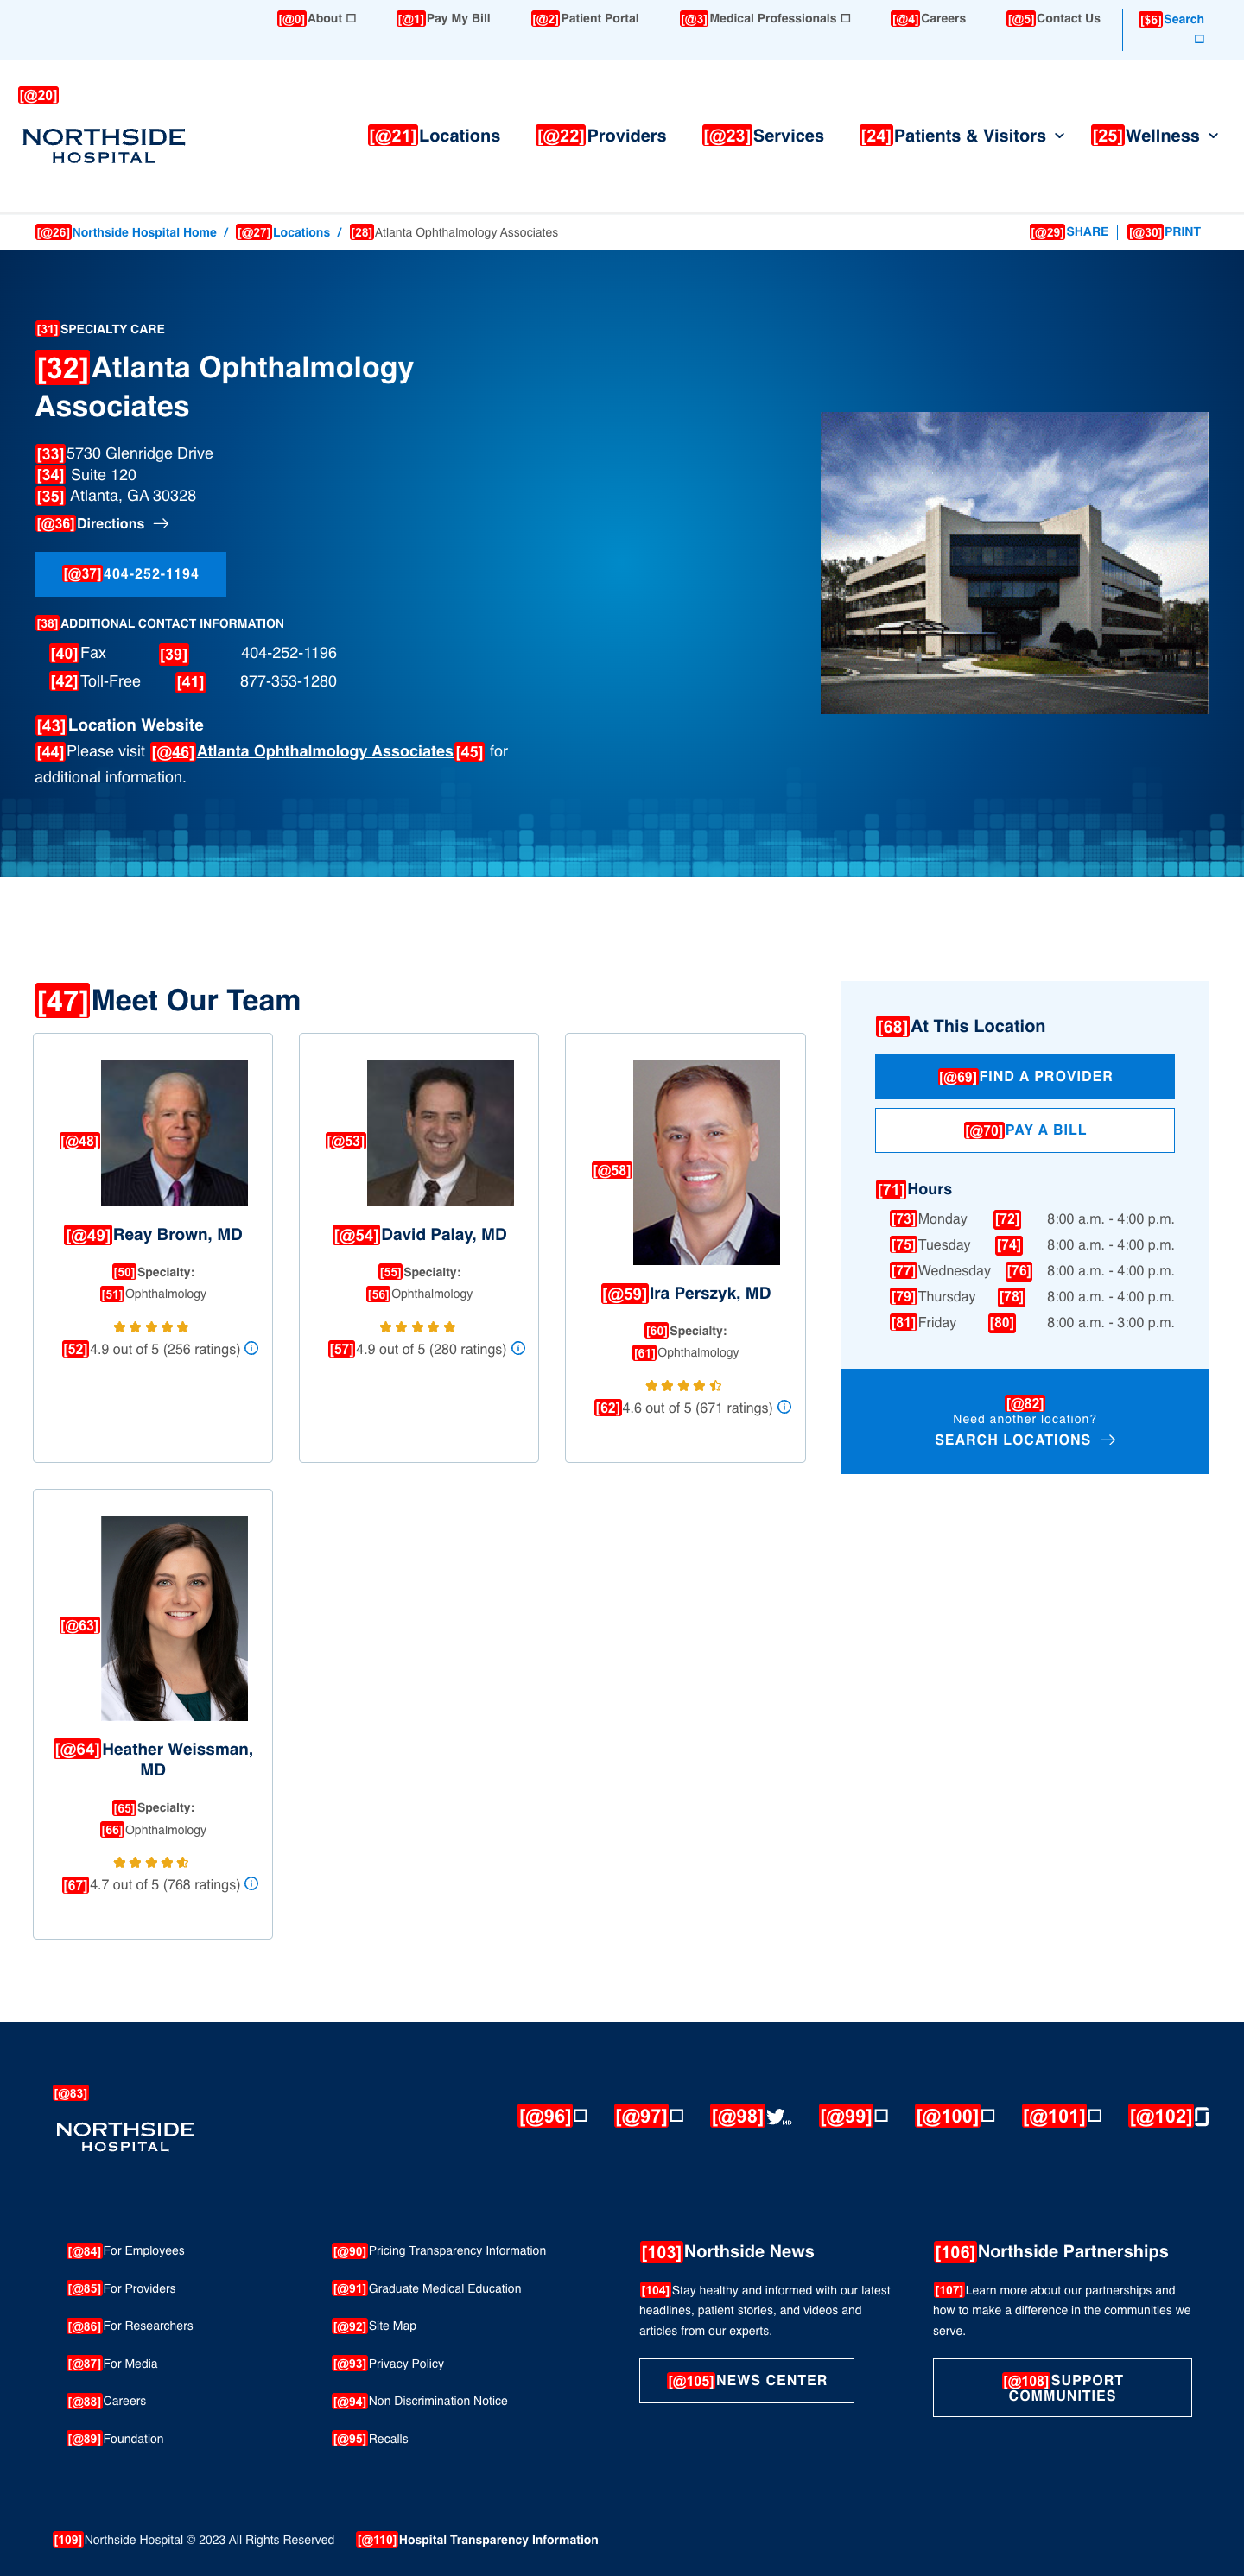 [@0]About ☐ [@1]Pay My Bill [@2]Patient Portal [@3]Medical Professionals ☐ [@4]Careers [@5]Contact Us [$6]Search
☐
[@20]
NORTHSIDE
HOSPITAL
[@21]Locations [@22]Providers [@23]Services [24]Patients & Visitors [25]Wellness
[@26]Northside Hospital Home / [@27]Locations / [28]Atlanta Ophthalmology Associates [@29]SHARE [@30]PRINT
[31]SPECIALTY CARE
[32]Atlanta Ophthalmology
Associates
[33]5730 Glenridge Drive
[34] Suite 120
[35] Atlanta, GA 30328
[@36]Directions →
[@37]404-252-1194
[38]ADDITIONAL CONTACT INFORMATION
[40]Fax [39] 404-252-1196
[42]Toll-Free [41] 877-353-1280
[43]Location Website
[44]Please visit [@46]Atlanta Ophthalmology Associates[45] for
additional information.
[47]Meet Our Team
[@48]
[@49]Reay Brown, MD
[50]Specialty:
[51]Ophthalmology
[52]4.9 out of 5 (256 ratings)
[@53]
[@54]David Palay, MD
[55]Specialty:
[56]Ophthalmology
[57]4.9 out of 5 (280 ratings)
[@58]
[@59]Ira Perszyk, MD
[60]Specialty:
[61]Ophthalmology
[62]4.6 out of 5 (671 ratings)
[@63]
[@64]Heather Weissman,
MD
[65]Specialty:
[66]Ophthalmology
[67]4.7 out of 5 (768 ratings)
[68]At This Location
[@69]FIND A PROVIDER
[@70]PAY A BILL
[71]Hours
[73]Monday [72] 8:00 a.m. - 4:00 p.m.
[75]Tuesday [74] 8:00 a.m. - 4:00 p.m.
[77]Wednesday [76] 8:00 a.m. - 4:00 p.m.
[79]Thursday [78] 8:00 a.m. - 4:00 p.m.
[81]Friday [80] 8:00 a.m. - 3:00 p.m.
[@82]
Need another location?
SEARCH LOCATIONS →
[@83]
NORTHSIDE
HOSPITAL
[@96]☐ [@97]☐ [@98] MD [@99]☐ [@100]☐ [@101]☐ [@102]
[@84]For Employees
[@85]For Providers
[@86]For Researchers
[@87]For Media
[@88]Careers
[@89]Foundation
[@90]Pricing Transparency Information
[@91]Graduate Medical Education
[@92]Site Map
[@93]Privacy Policy
[@94]Non Discrimination Notice
[@95]Recalls
[103]Northside News
[104]Stay healthy and informed with our latest
headlines, patient stories, and videos and
articles from our experts.
[@105]NEWS CENTER
[106]Northside Partnerships
[107]Learn more about our partnerships and
how to make a difference in the communities we
serve.
[@108]SUPPORT
COMMUNITIES
[109]Northside Hospital © 2023 All Rights Reserved [@110]Hospital Transparency Information